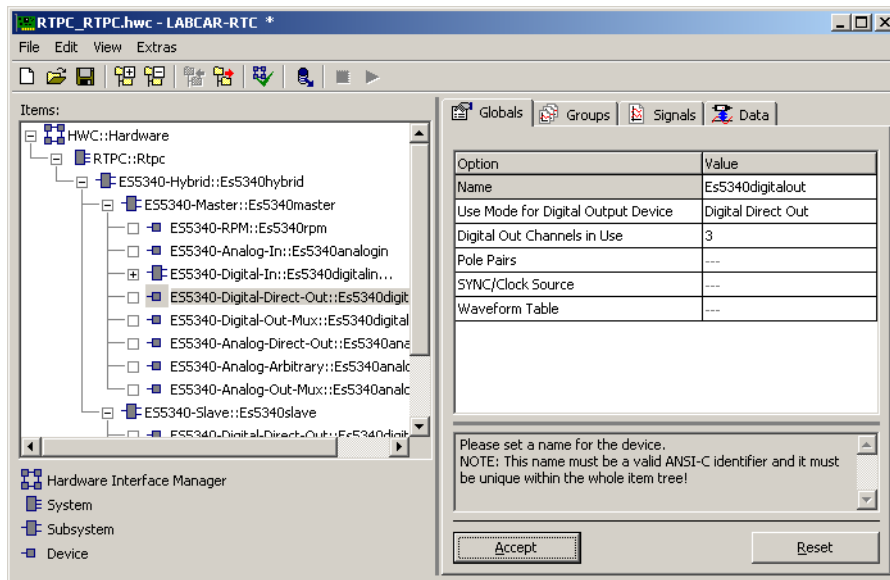 RTPC_RTPC.hwc - LABCAR-RTC *
File Edit View Extras
Items:
HWC::Hardware
RTPC::Rtpc
ES5340-Hybrid::Es5340hybrid
ES5340-Master::Es5340master
ES5340-RPM::Es5340rpm
ES5340-Analog-In::Es5340analogin
ES5340-Digital-In::Es5340digitalin...
ES5340-Digital-Direct-Out::Es5340digit
ES5340-Digital-Out-Mux::Es5340digital
ES5340-Analog-Direct-Out::Es5340ana
ES5340-Analog-Arbitrary::Es5340analo
ES5340-Analog-Out-Mux::Es5340analo
ES5340-Slave::Es5340slave
ES5340-Digital-Direct-Out::Es5340digit
Hardware Interface Manager
System
Subsystem
Device
Globals Groups Signals Data
Option Value
Name Es5340digitalout
Use Mode for Digital Output Device Digital Direct Out
Digital Out Channels in Use 3
Pole Pairs ---
SYNC/Clock Source ---
Waveform Table ---
Please set a name for the device.
NOTE: This name must be a valid ANSI-C identifier and it must
be unique within the whole item tree!
Accept Reset